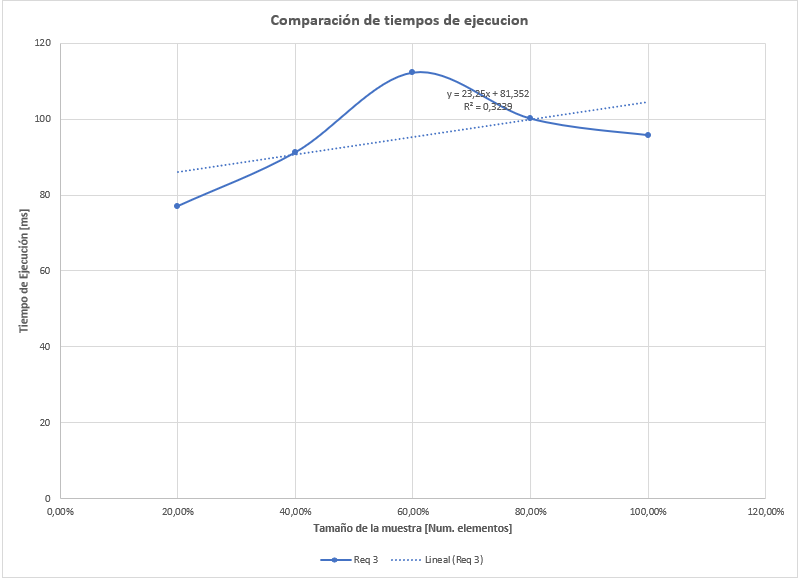 Comparación de tiempos de ejecucion
120
100
80
60
40
20
0
Tiempo de Ejecución [ms]
y = 23,25x + 81,352
R² = 0,3239
0,00%
20,00%
40,00%
60,00%
80,00%
100,00%
120,00%
Tamaño de la muestra [Num. elementos]
Req 3
Lineal (Req 3)